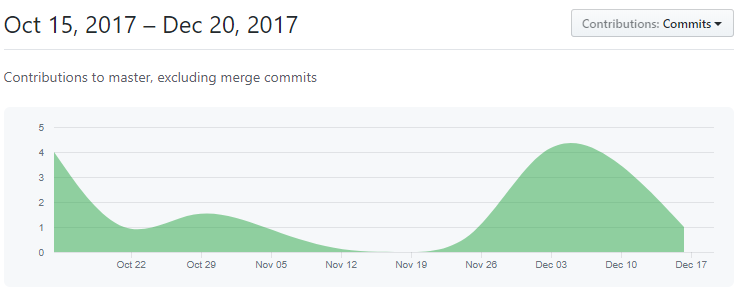 Oct 15, 2017 – Dec 20, 2017
Contributions: Commits
Contributions to master, excluding merge commits
5
4
3
2
1
0
Oct 22 Oct 29 Nov 05 Nov 12 Nov 19 Nov 26 Dec 03 Dec 10 Dec 17